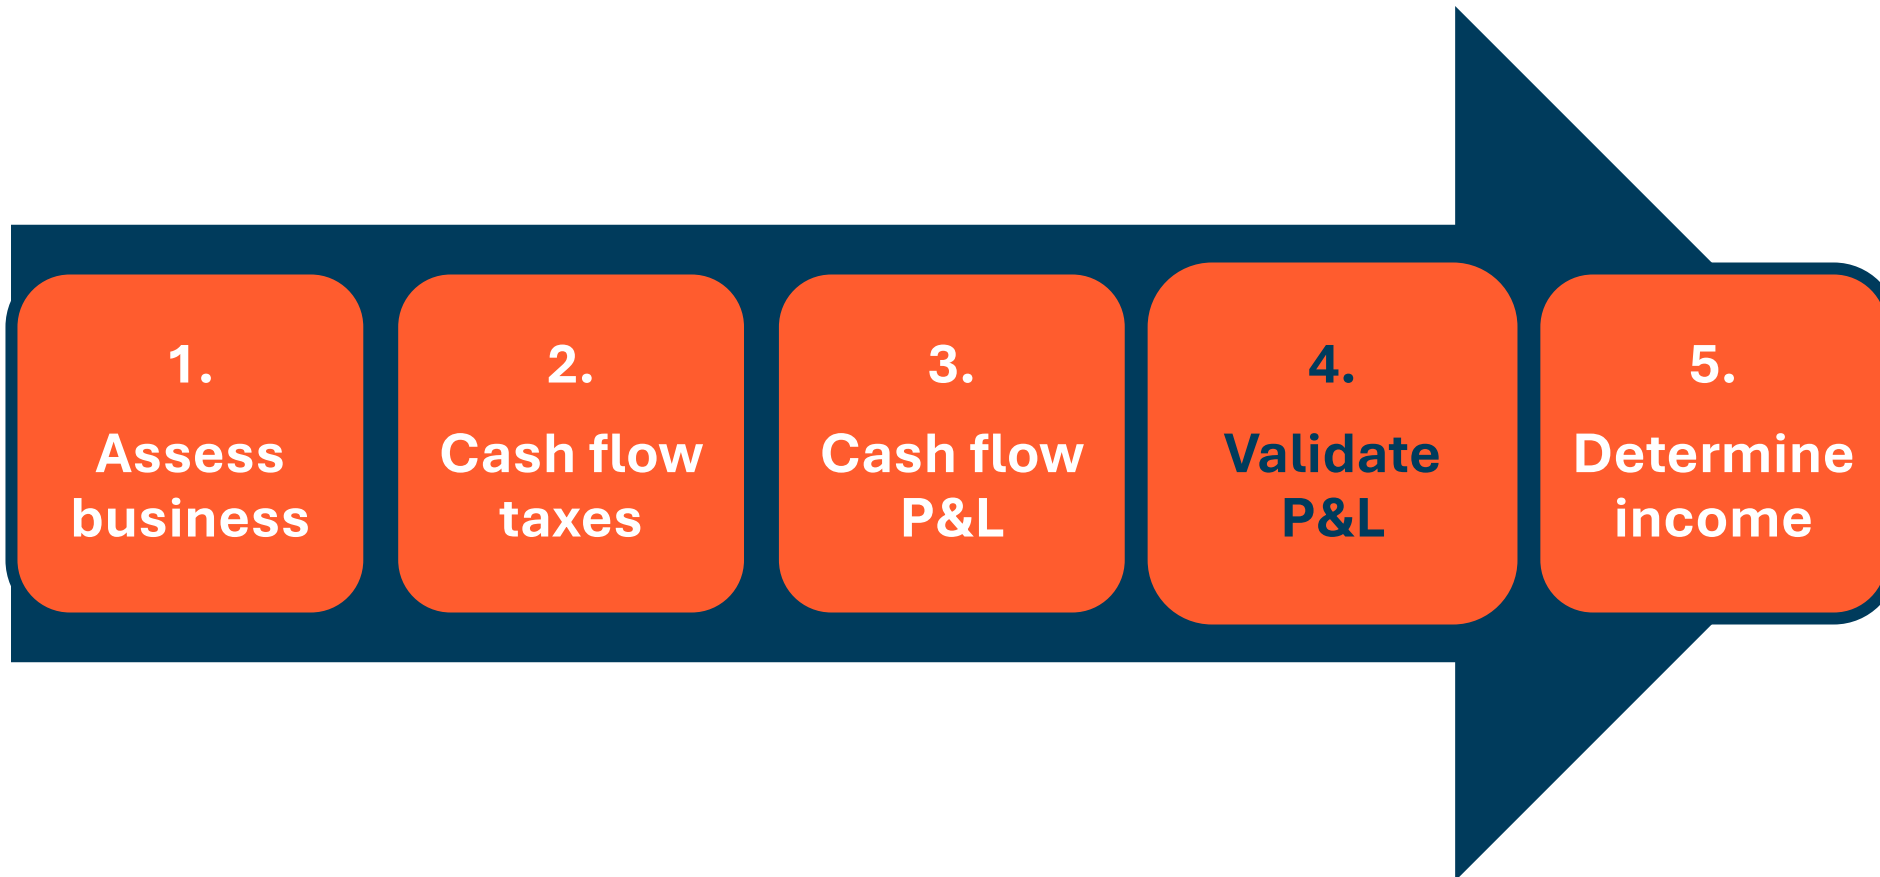 1.
Assess
business
2.
Cash flow
taxes
3.
Cash flow
P&L
4.
Validate
P&L
5.
Determine
income